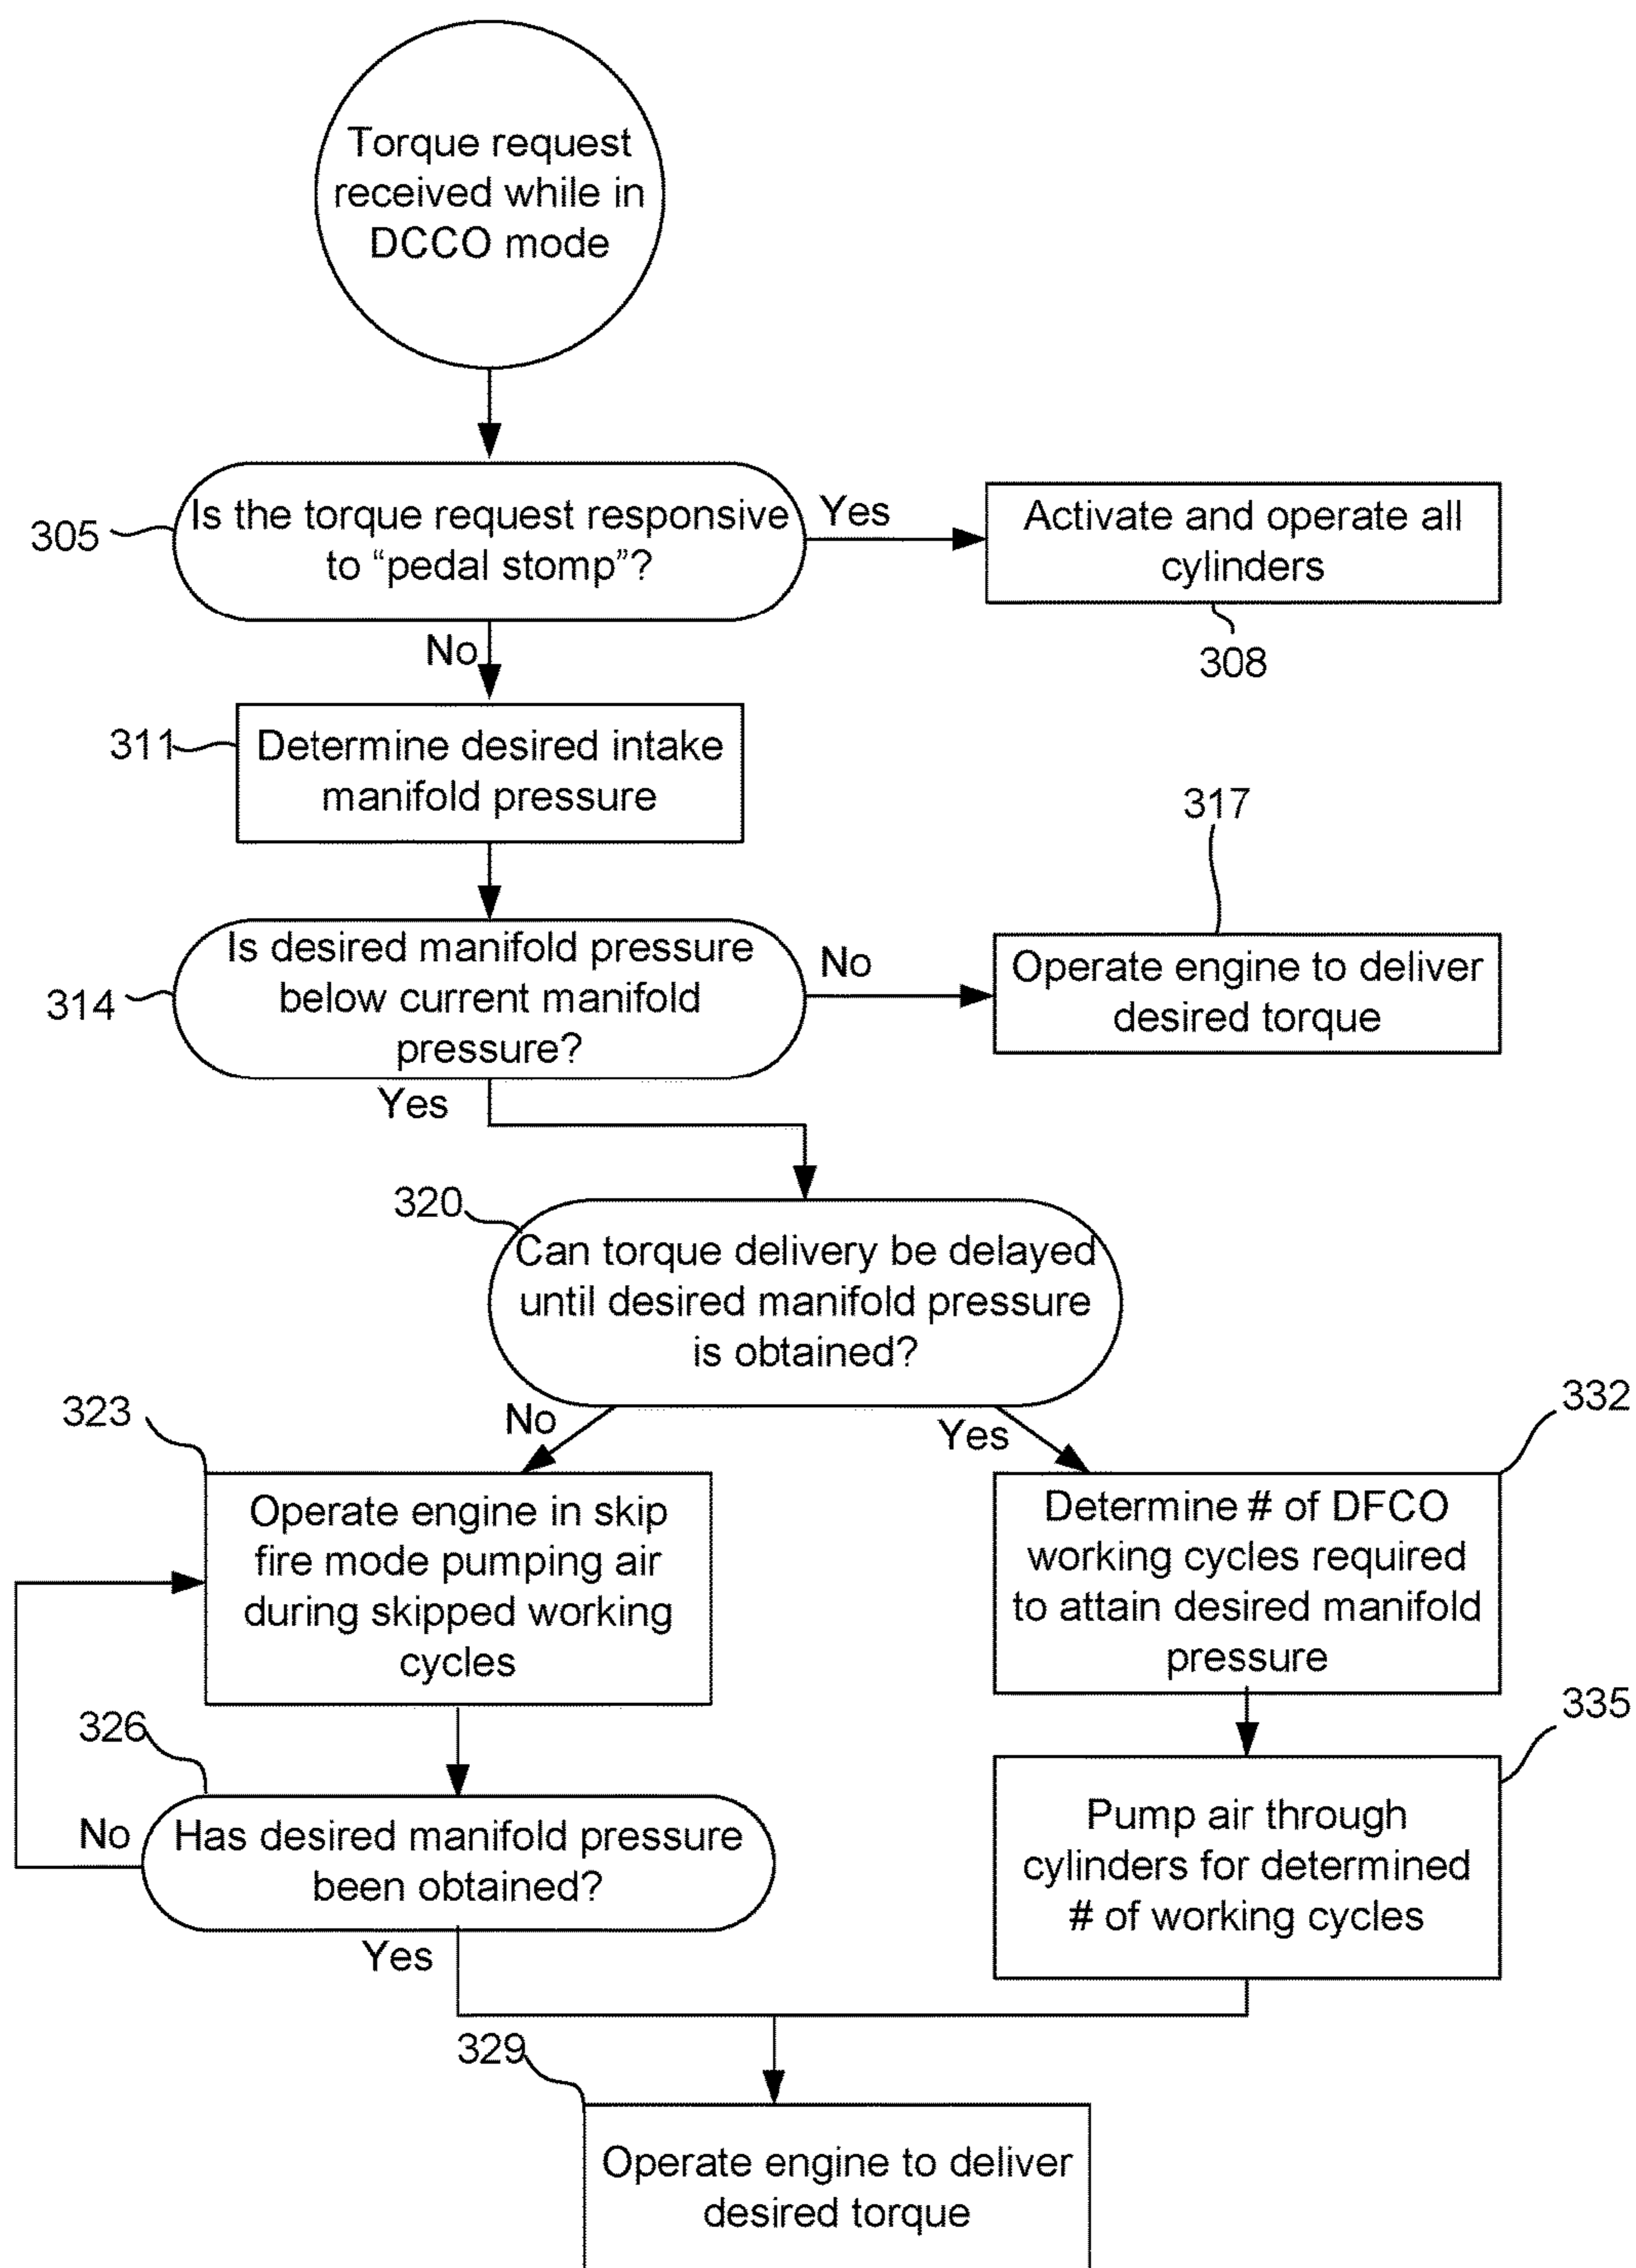 Torque request
received while in
DCCO mode
305
Is the torque request responsive
to “pedal stomp”?
Yes
Activate and operate all
cylinders
308
No
311
Determine desired intake
manifold pressure
317
314
Is desired manifold pressure
below current manifold
pressure?
No
Operate engine to deliver
desired torque
Yes
320
Can torque delivery be delayed
until desired manifold pressure
is obtained?
No
Yes
323
Operate engine in skip
fire mode pumping air
during skipped working
cycles
332
Determine # of DFCO
working cycles required
to attain desired manifold
pressure
326
No
Has desired manifold pressure
been obtained?
Yes
335
Pump air through
cylinders for determined
# of working cycles
329
Operate engine to deliver
desired torque